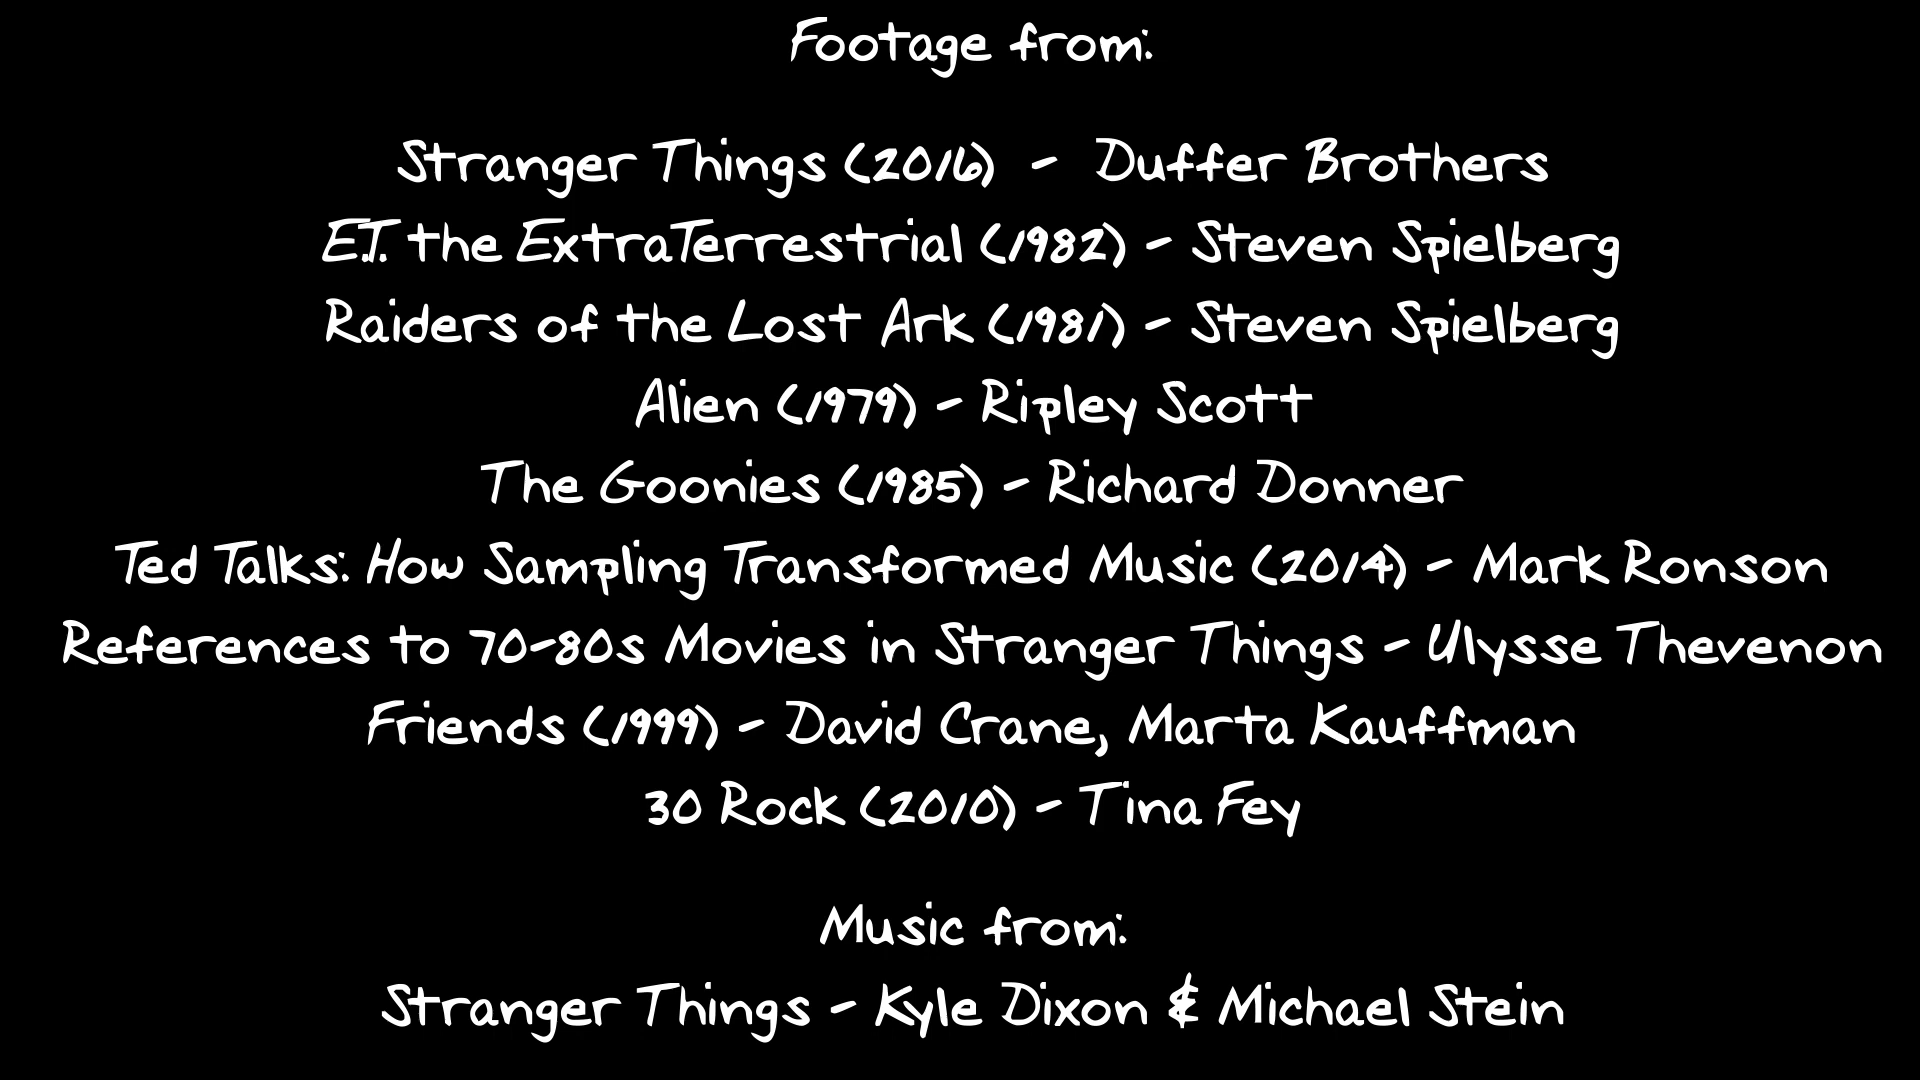 Footage from:
Stranger Things (2016) - Duffer Brothers
E.T. the ExtraTerrestrial (1982) - Steven Spielberg
Raiders of the Lost Ark (1981) - Steven Spielberg
Alien (1979) - Ripley Scott
The Goonies (1985) - Richard Donner
Ted Talks: How Sampling Transformed Music (2014) - Mark Ronson
References to 70-80s Movies in Stranger Things - Ulysse Thevenon
Friends (1999) - David Crane, Marta Kauffman
30 Rock (2010) - Tina Fey
Music from:
Stranger Things - Kyle Dixon & Michael Stein